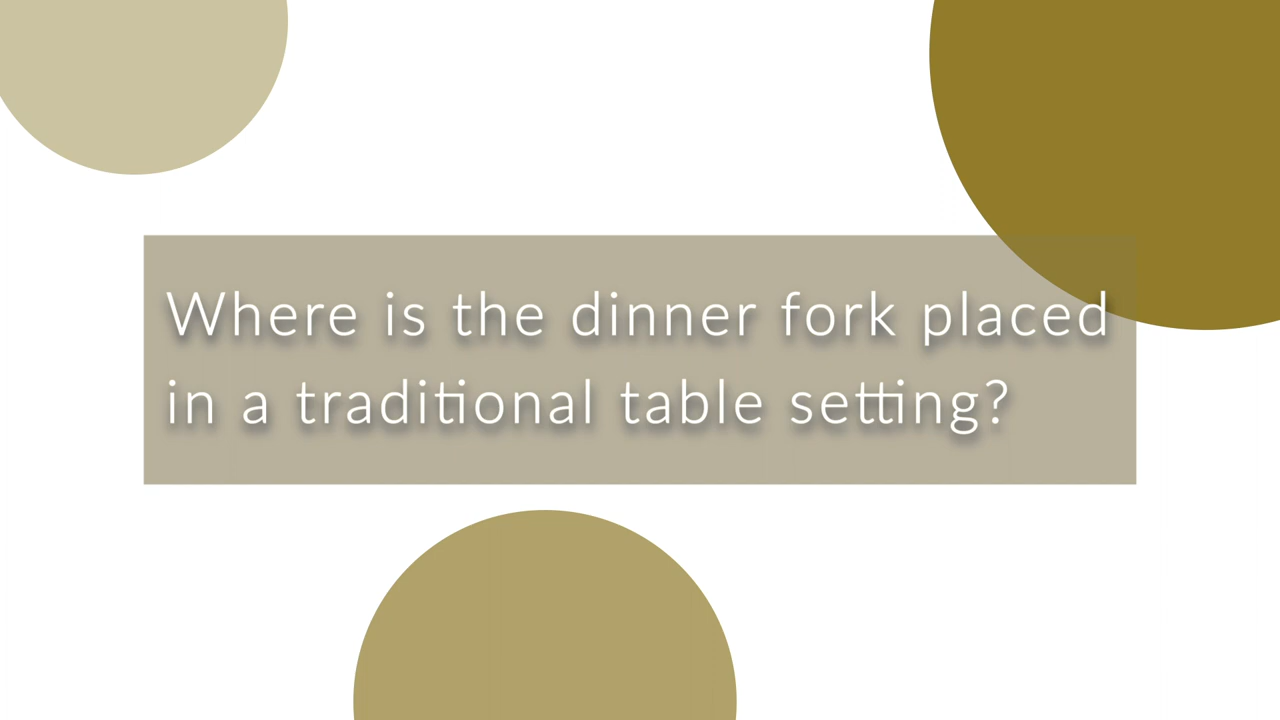 Where is the dinner fork placed
in a traditional table setting?